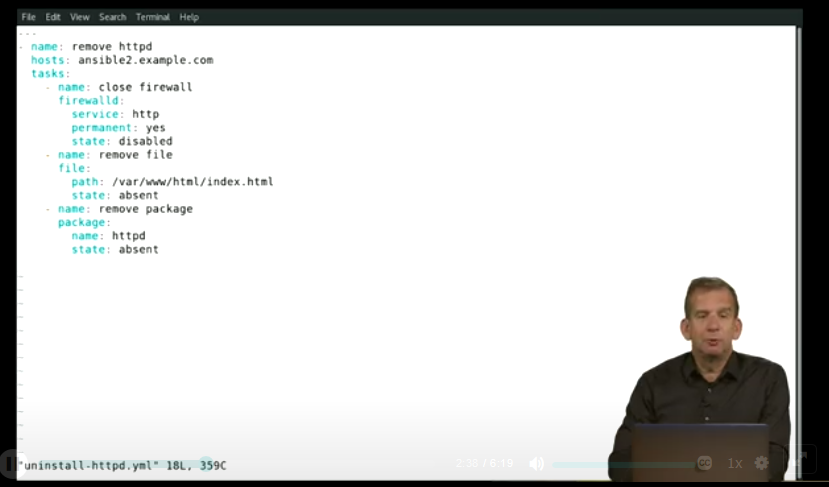 File Edit View Search Terminal Help
---
- name: remove httpd
  hosts: ansible2.example.com
  tasks:
    - name: close firewall
      firewalld:
        service: http
        permanent: yes
        state: disabled
    - name: remove file
      file:
        path: /var/www/html/index.html
        state: absent
    - name: remove package
      package:
        name: httpd
        state: absent
~
~
~
~
~
~
~
~
~
~
~
~
~
~
"uninstall-httpd.yml" 18L, 359C
2:38 / 6:19
CC
1x